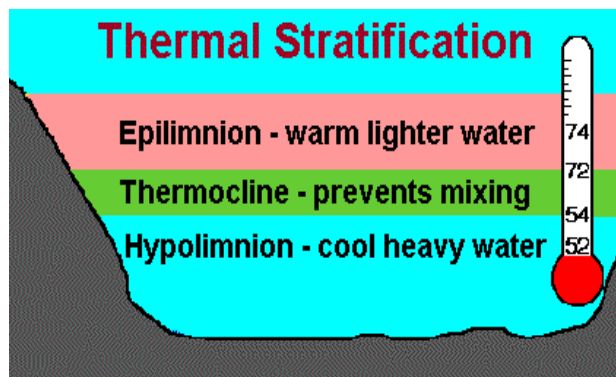 Thermal Stratification
Epilimnion - warm lighter water
74
72
Thermocline - prevents mixing
54
Hypolimnion - cool heavy water
52